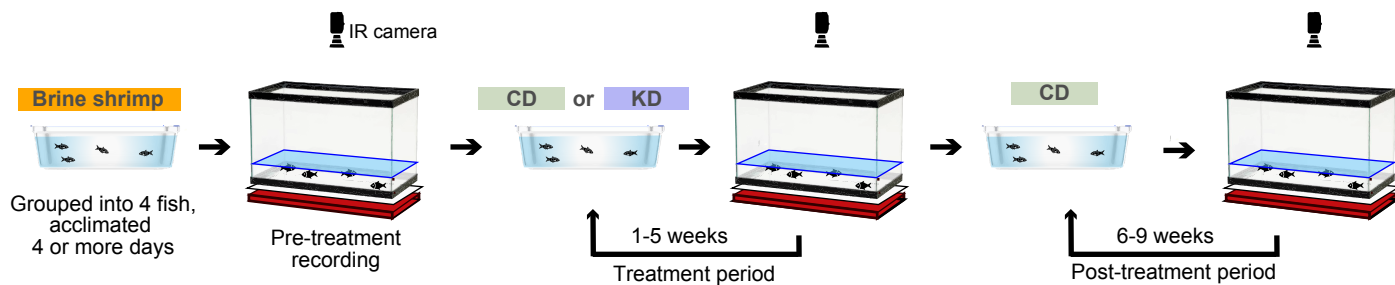 IR camera
Brine shrimp
Grouped into 4 fish,
acclimated
4 or more days
Pre-treatment
recording
CD or KD
1-5 weeks
Treatment period
CD
6-9 weeks
Post-treatment period